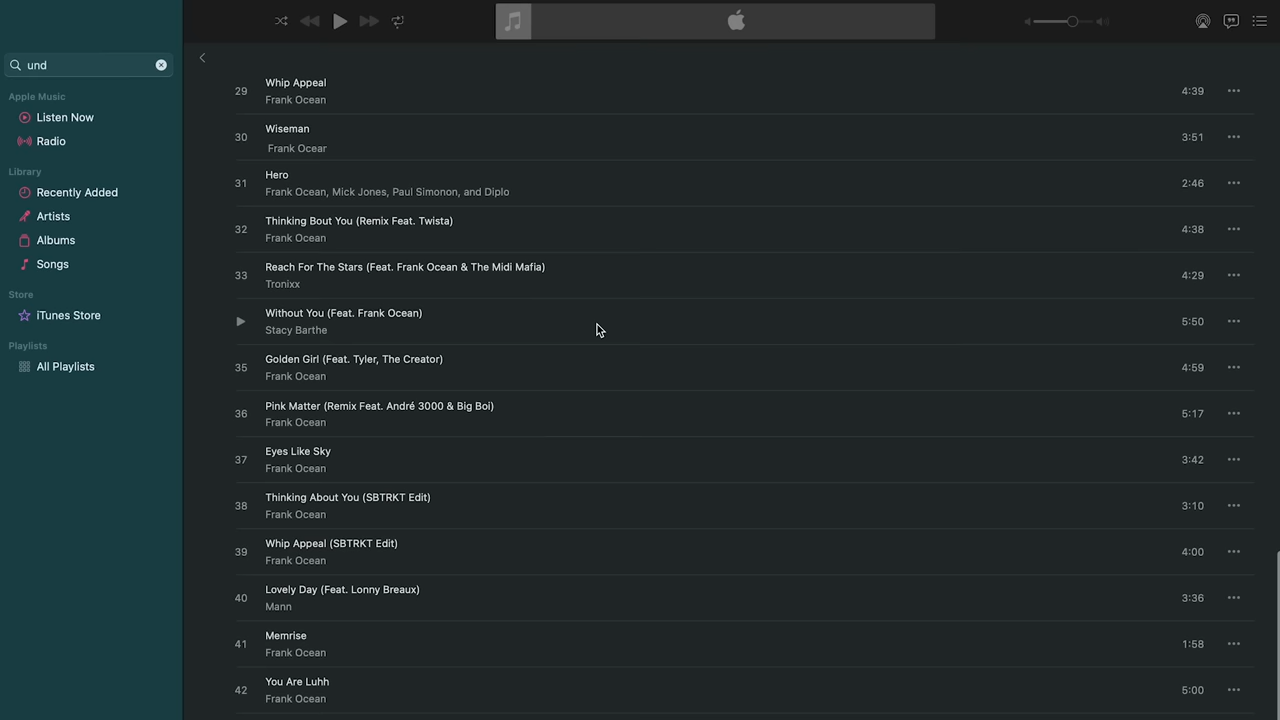 und
Apple Music
Listen Now
Radio
Library
Recently Added
Artists
Albums
Songs
Store
iTunes Store
Playlists
All Playlists
29 Whip Appeal 4:39
Frank Ocean
30 Wiseman 3:51
Frank Ocear
31 Hero 2:46
Frank Ocean, Mick Jones, Paul Simonon, and Diplo
32 Thinking Bout You (Remix Feat. Twista) 4:38
Frank Ocean
33 Reach For The Stars (Feat. Frank Ocean & The Midi Mafia) 4:29
Tronixx
Without You (Feat. Frank Ocean) 5:50
Stacy Barthe
35 Golden Girl (Feat. Tyler, The Creator) 4:59
Frank Ocean
36 Pink Matter (Remix Feat. André 3000 & Big Boi) 5:17
Frank Ocean
37 Eyes Like Sky 3:42
Frank Ocean
38 Thinking About You (SBTRKT Edit) 3:10
Frank Ocean
39 Whip Appeal (SBTRKT Edit) 4:00
Frank Ocean
40 Lovely Day (Feat. Lonny Breaux) 3:36
Mann
41 Memrise 1:58
Frank Ocean
42 You Are Luhh 5:00
Frank Ocean